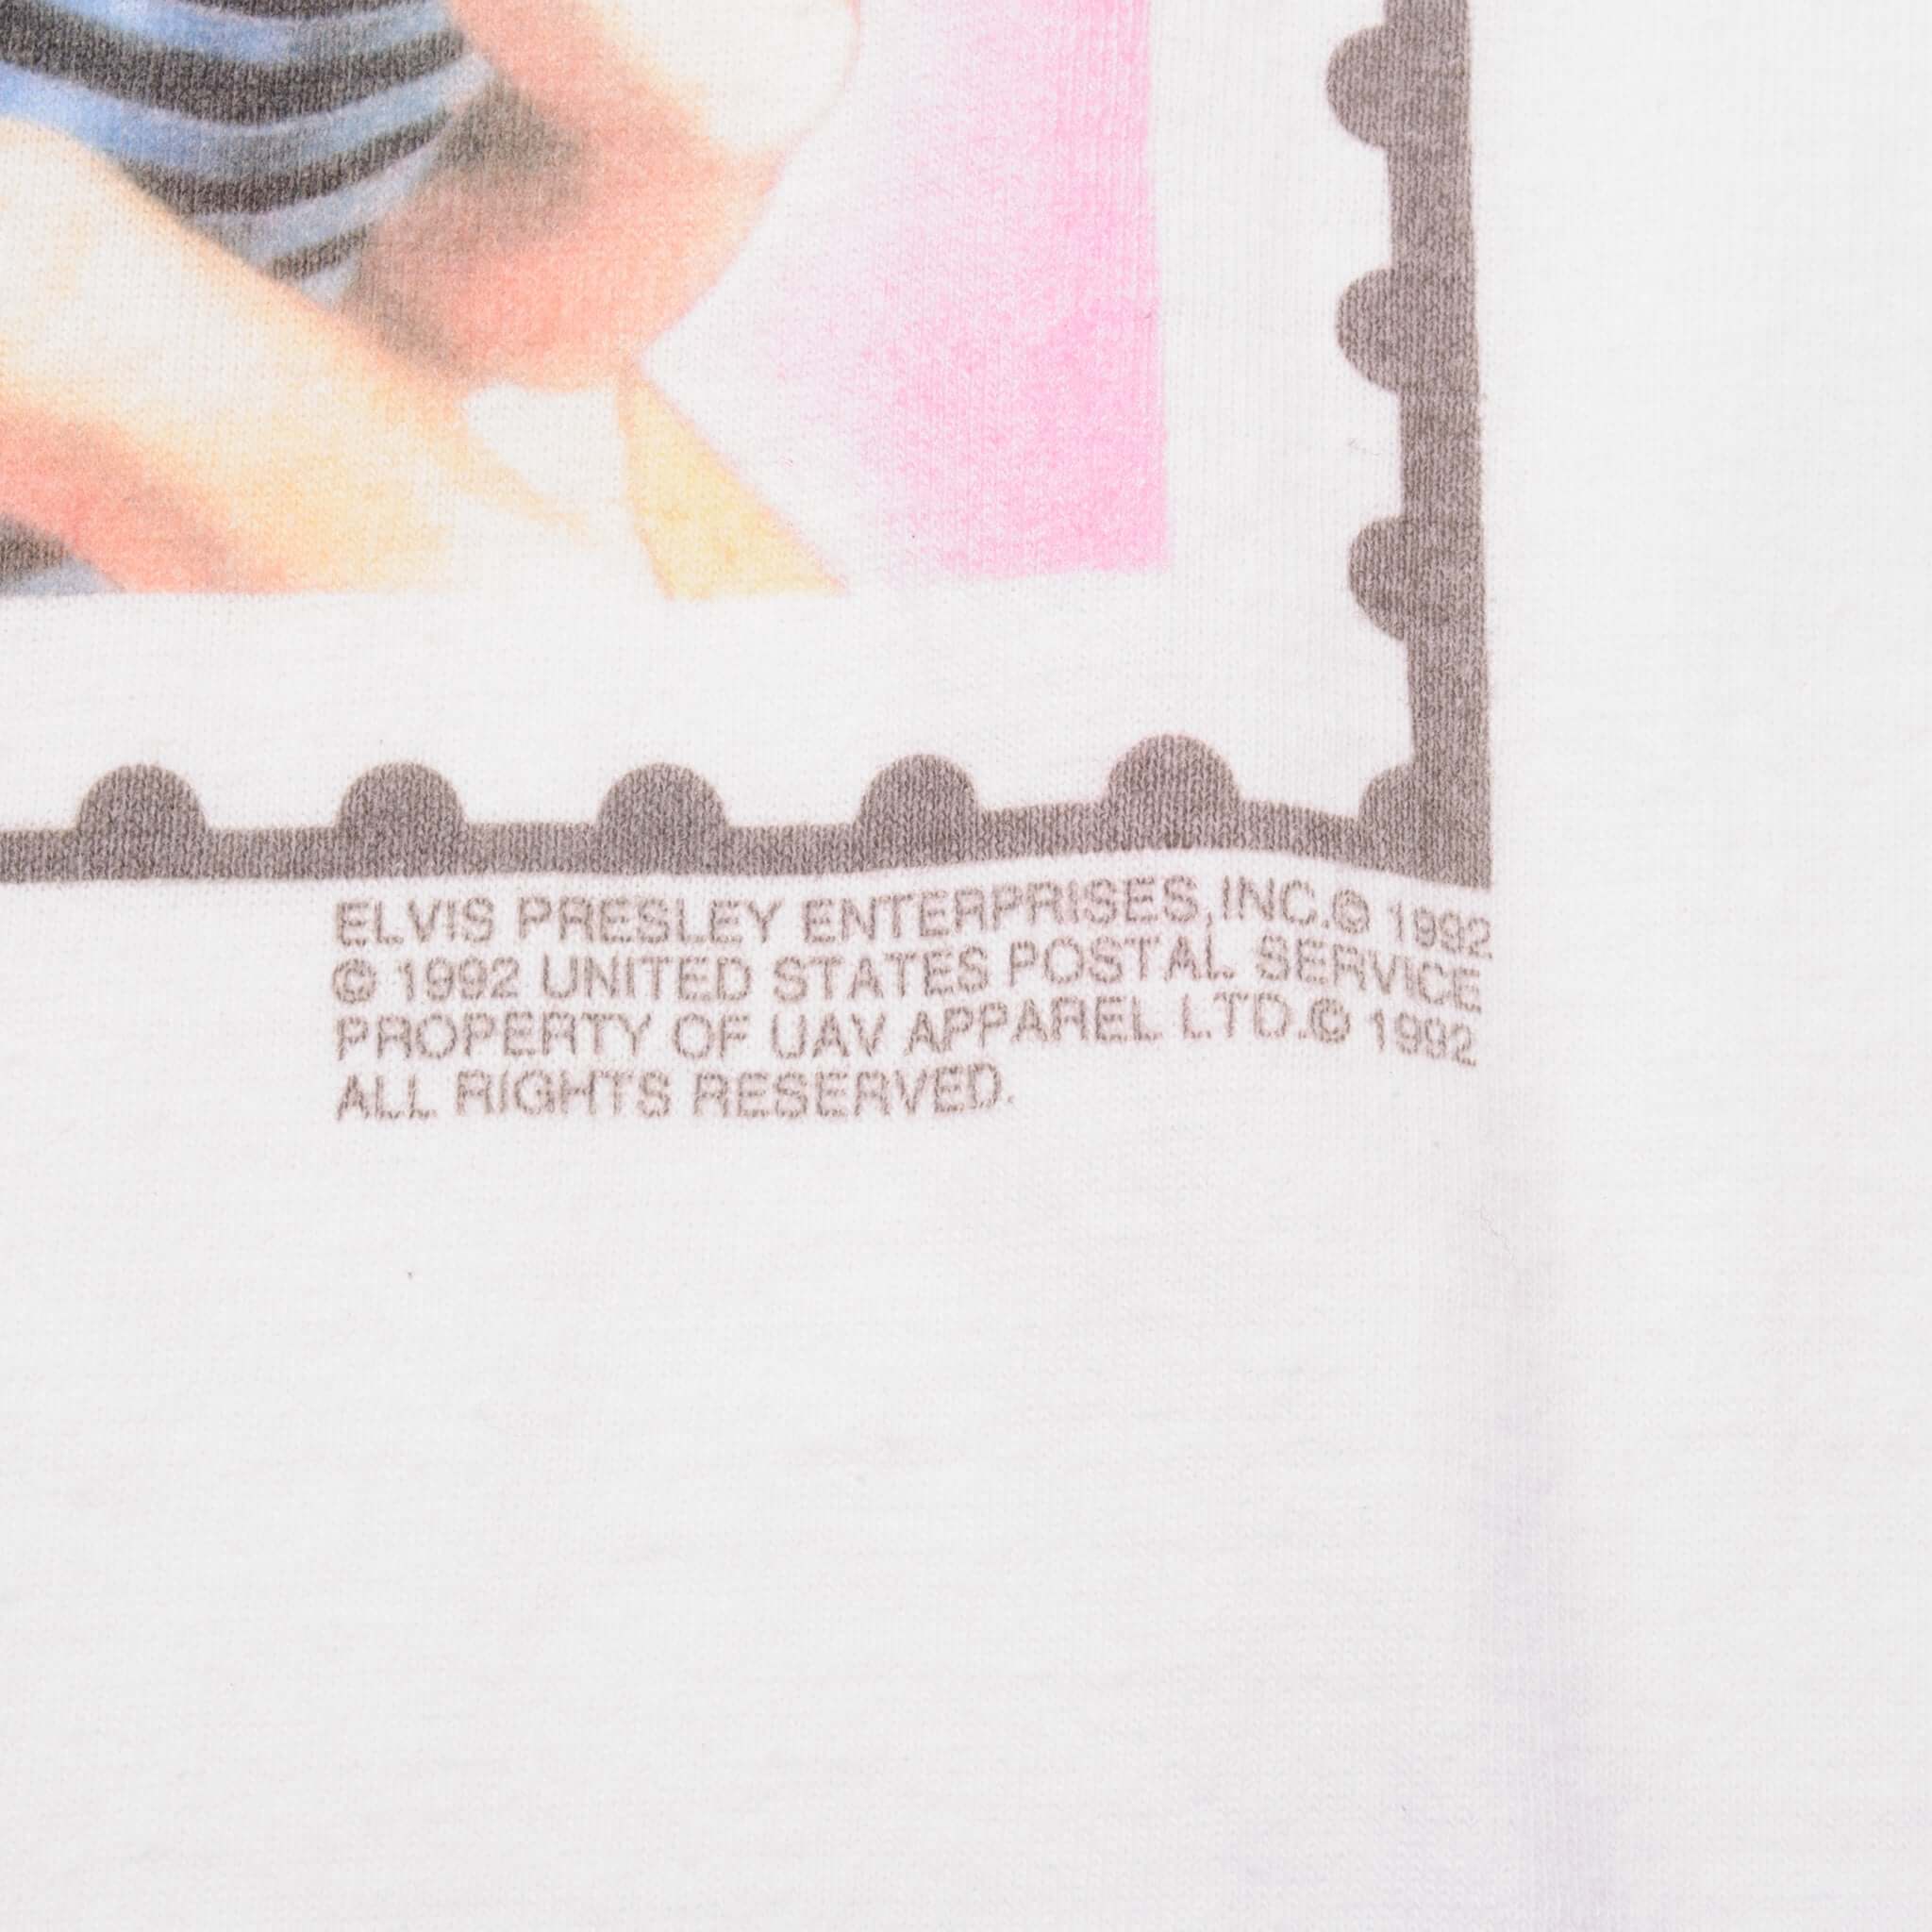 ELVIS PRESLEY ENTERPRISES, INC.© 1992
© 1992 UNITED STATES POSTAL SERVICE
PROPERTY OF UAV APPAREL LTD.© 1992
ALL RIGHTS RESERVED.